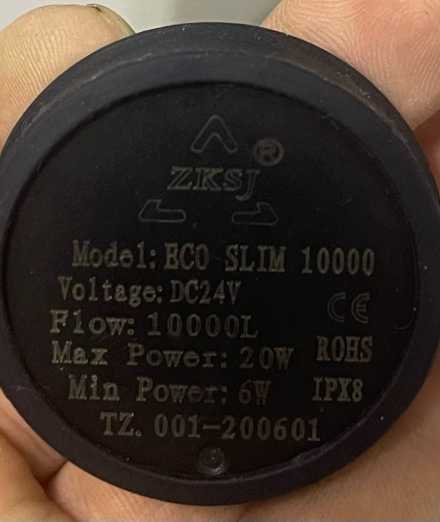 ZKSJ ®
Model: ECO SLIM 10000
Voltage: DC24V
CE
Flow: 10000L
Max Power: 20W ROHS
Min Power: 6W IPX8
TZ. 001-200601